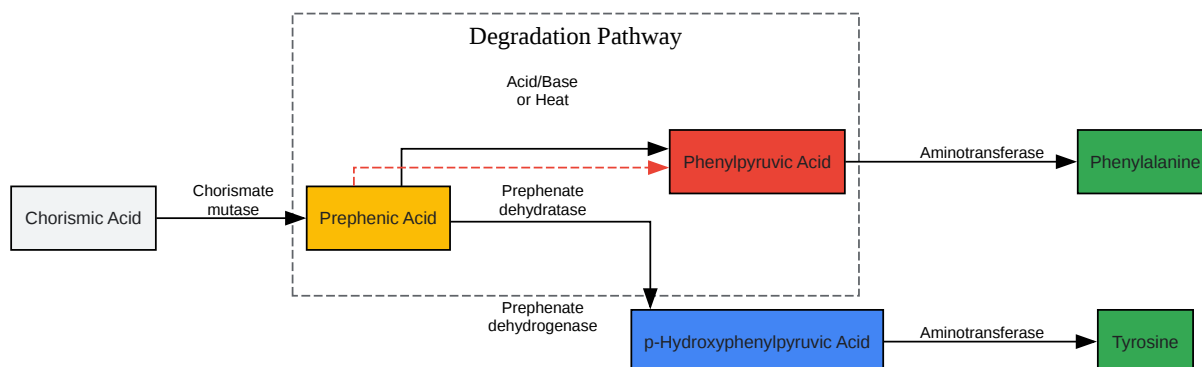 Degradation Pathway
Acid/Base
or Heat
Phenylpyruvic Acid
Aminotransferase
Phenylalanine
Chorismic Acid
Chorismate
mutase
Prephenic Acid
Prephenate
dehydratase
Prephenate
dehydrogenase
p-Hydroxyphenylpyruvic Acid
Aminotransferase
Tyrosine